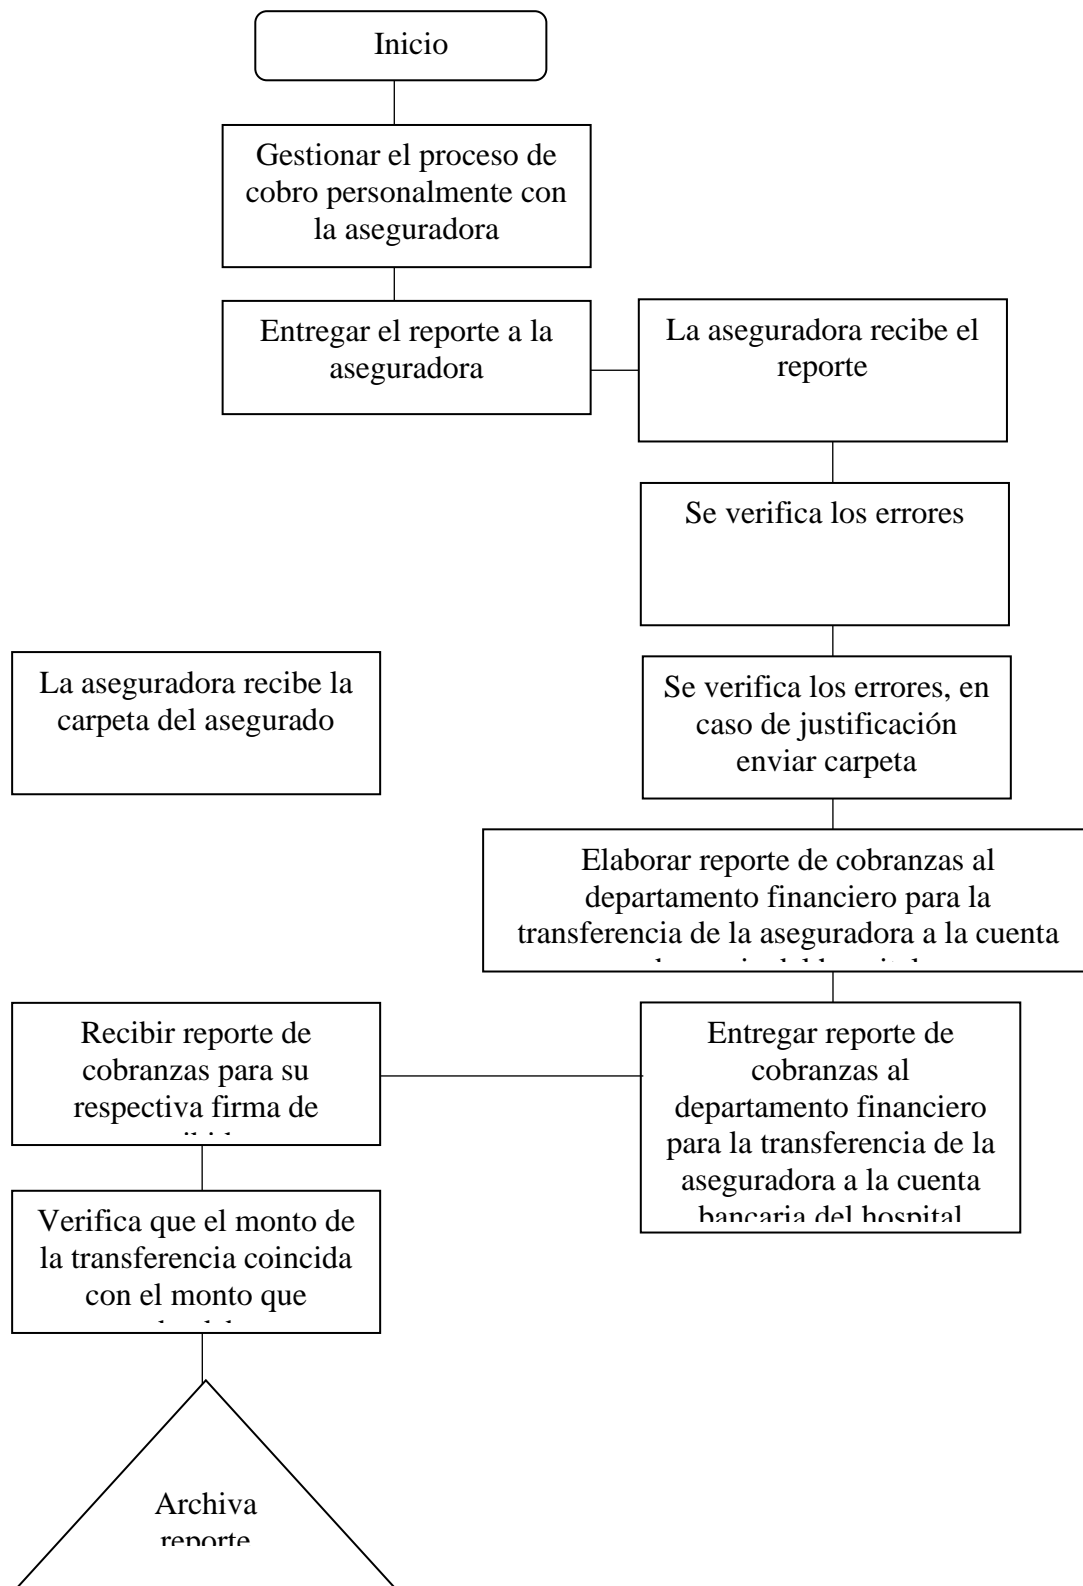 Inicio
Gestionar el proceso de
cobro personalmente con
la aseguradora
Entregar el reporte a la
aseguradora
La aseguradora recibe el
reporte
Se verifica los errores
La aseguradora recibe la
carpeta del asegurado
Se verifica los errores, en
caso de justificación
enviar carpeta
Elaborar reporte de cobranzas al
departamento financiero para la
transferencia de la aseguradora a la cuenta
Recibir reporte de
cobranzas para su
respectiva firma de
Entregar reporte de
cobranzas al
departamento financiero
para la transferencia de la
aseguradora a la cuenta
bancaria del hospital
Verifica que el monto de
la transferencia coincida
con el monto que
Archiva
reporte